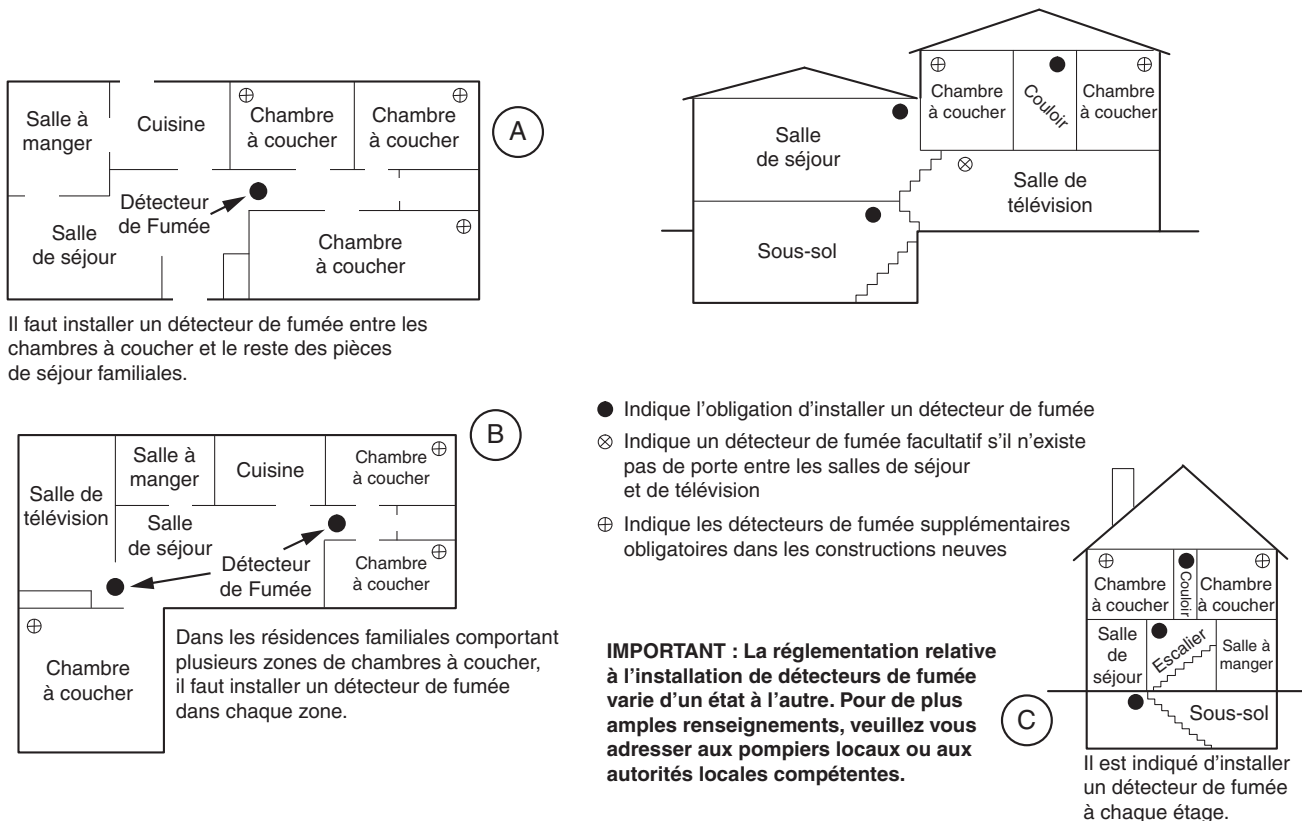 Salle à
manger
Cuisine
Chambre
à coucher
Chambre
à coucher
A
Détecteur
de Fumée
Salle
de séjour
Chambre
à coucher
Il faut installer un détecteur de fumée entre les
chambres à coucher et le reste des pièces
de séjour familiales.
Salle
de séjour
Chambre
à coucher
Couloir
Chambre
à coucher
Salle de
télévision
Sous-sol
B
Salle de
télévision
Salle à
manger
Cuisine
Chambre
à coucher
Salle
de séjour
Détecteur
de Fumée
Chambre
à coucher
Chambre
à coucher
Dans les résidences familiales comportant
plusieurs zones de chambres à coucher,
il faut installer un détecteur de fumée
dans chaque zone.
Indique l’obligation d’installer un détecteur de fumée
Indique un détecteur de fumée facultatif s’il n’existe
pas de porte entre les salles de séjour
et de télévision
Indique les détecteurs de fumée supplémentaires
obligatoires dans les constructions neuves
IMPORTANT : La réglementation relative
à l’installation de détecteurs de fumée
varie d’un état à l’autre. Pour de plus
amples renseignements, veuillez vous
adresser aux pompiers locaux ou aux
autorités locales compétentes.
C
Chambre
à coucher
Couloir
Chambre
à coucher
Salle
de
séjour
Escalier
Salle à
manger
Sous-sol
Il est indiqué d’installer
un détecteur de fumée
à chaque étage.